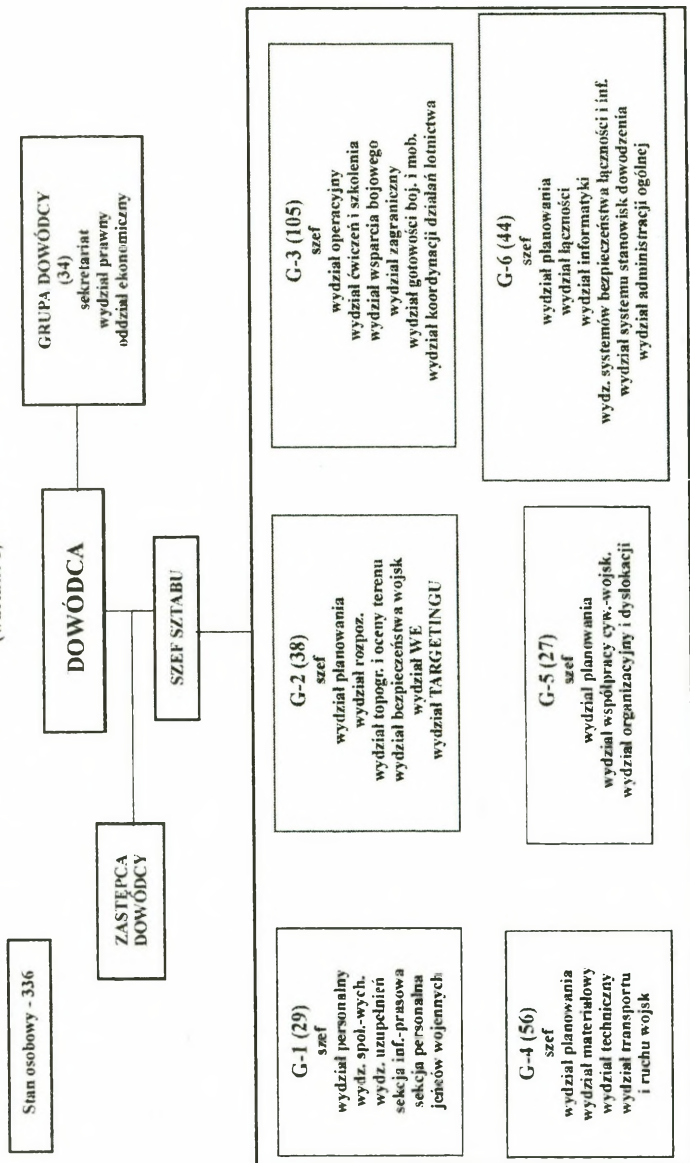 Stan osobowy - 336
DOWÓDCA
GRUPA DOWÓDCY
(34)
sekretariat
wydział prawny
oddział ekonomiczny
ZASTĘPCA
DOWÓDCY
SZEF SZTABU
G-1 (29)
szef
wydział personalny
wydz. społ.-wych.
wydz. uzupełnień
sekcja inf.-prasowa
sekcja personalna
jeńców wojennych
G-2 (38)
szef
wydział planowania
wydział rozpoz.
wydział topogr. i oceny terenu
wydział bezpieczeństwa wojsk
wydział WE
wydział TARGETINGU
G-3 (105)
szef
wydział operacyjny
wydział ćwiczeń i szkolenia
wydział wsparcia bojowego
wydział zagraniczny
wydział gotowości boj. i mob.
wydział koordynacji działań lotnictwa
G-4 (56)
szef
wydział planowania
wydział materiałowy
wydział techniczny
wydział transportu
i ruchu wojsk
G-5 (27)
szef
wydział planowania
wydział współpracy cyw.-wojsk.
wydział organizacyjny i dyslokacji
G-6 (44)
szef
wydział planowania
wydział łączności
wydział informatyki
wydz. systemów bezpieczeństwa łączności i inf.
wydział systemu stanowisk dowodzenia
wydział administracji ogólnej